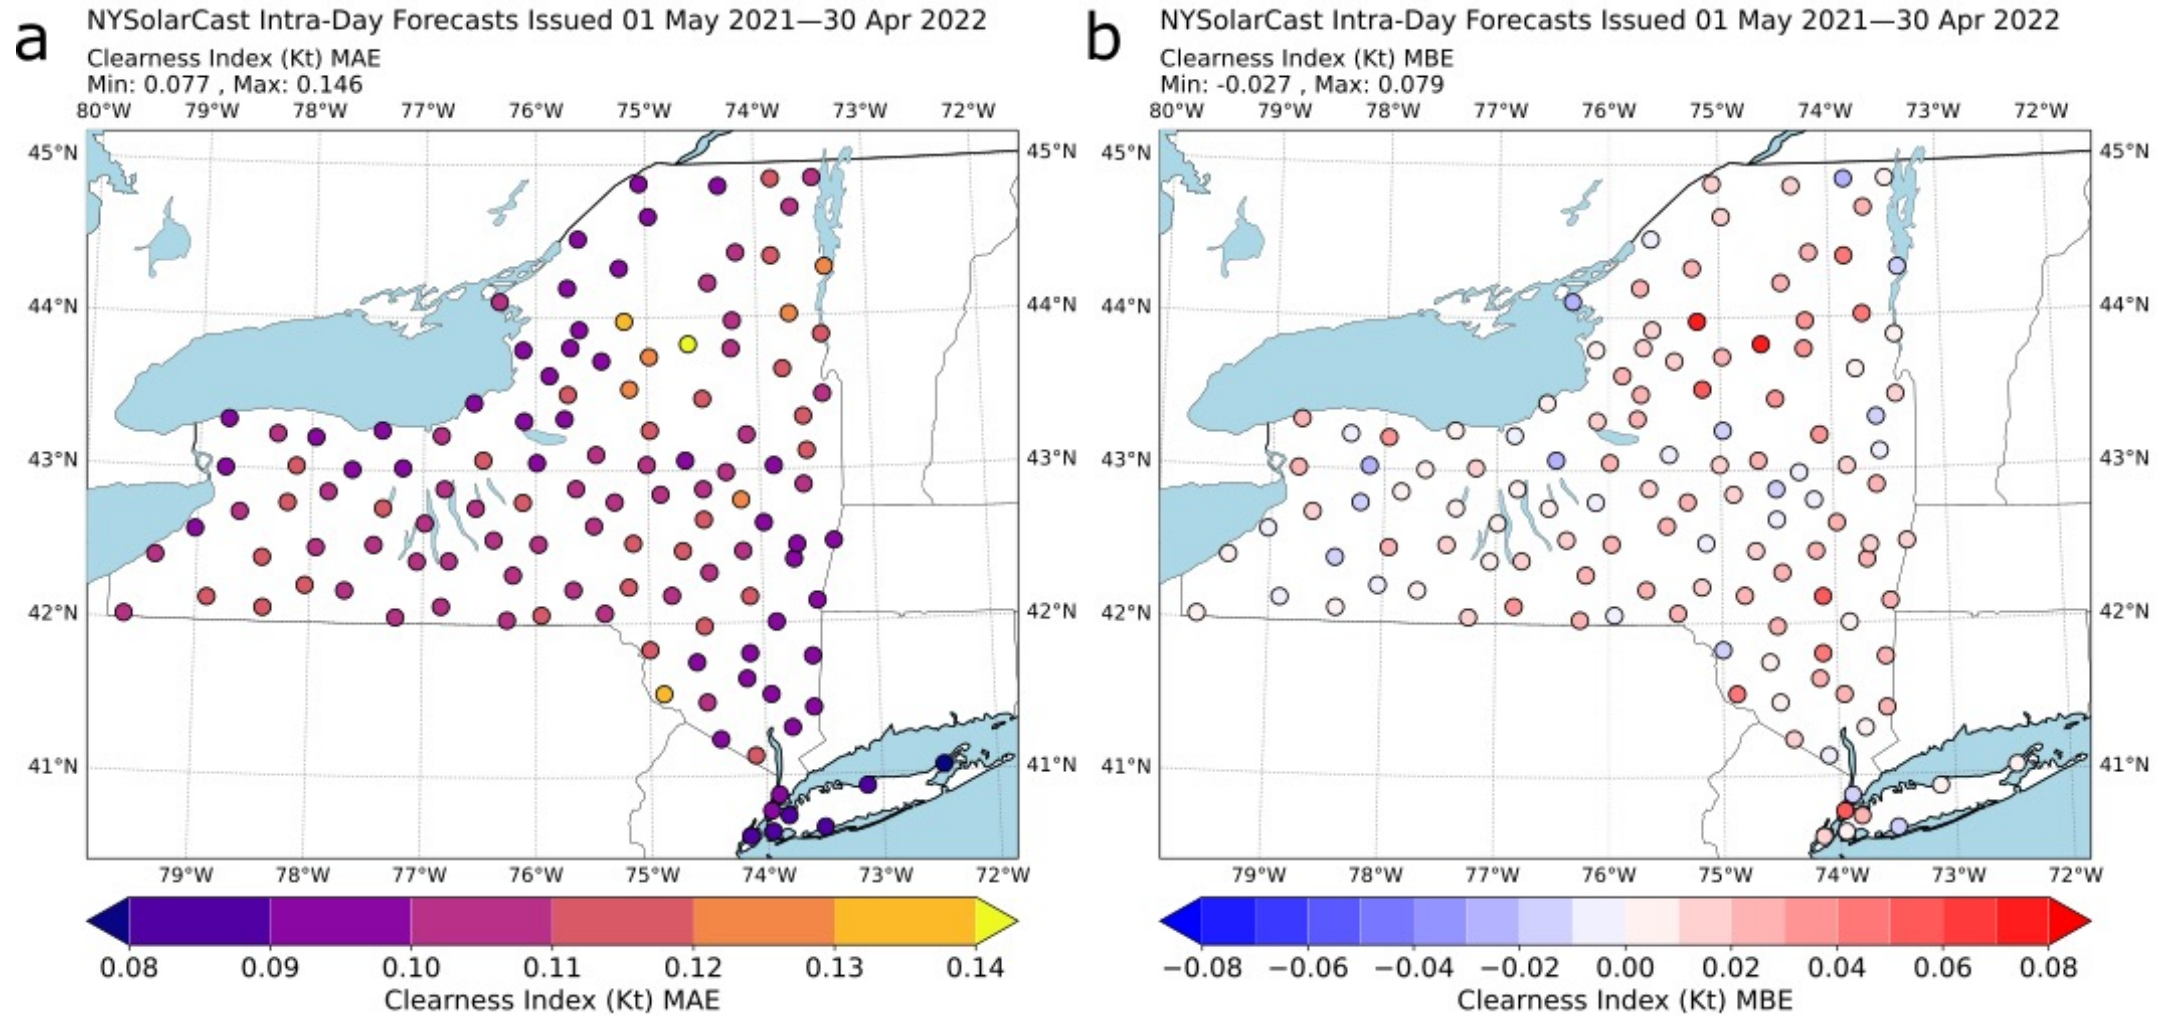 a
NYSolarCast Intra-Day Forecasts Issued 01 May 2021—30 Apr 2022
Clearness Index (Kt) MAE
Min: 0.077 , Max: 0.146
80°W 79°W 78°W 77°W 76°W 75°W 74°W 73°W 72°W
45°N 45°N
44°N 44°N
43°N 43°N
42°N 42°N
41°N 41°N
79°W 78°W 77°W 76°W 75°W 74°W 73°W 72°W
0.08 0.09 0.10 0.11 0.12 0.13 0.14
Clearness Index (Kt) MAE
b
NYSolarCast Intra-Day Forecasts Issued 01 May 2021—30 Apr 2022
Clearness Index (Kt) MBE
Min: -0.027 , Max: 0.079
80°W 79°W 78°W 77°W 76°W 75°W 74°W 73°W 72°W
45°N 45°N
44°N 44°N
43°N 43°N
42°N 42°N
41°N 41°N
79°W 78°W 77°W 76°W 75°W 74°W 73°W 72°W
−0.08 −0.06 −0.04 −0.02 0.00 0.02 0.04 0.06 0.08
Clearness Index (Kt) MBE